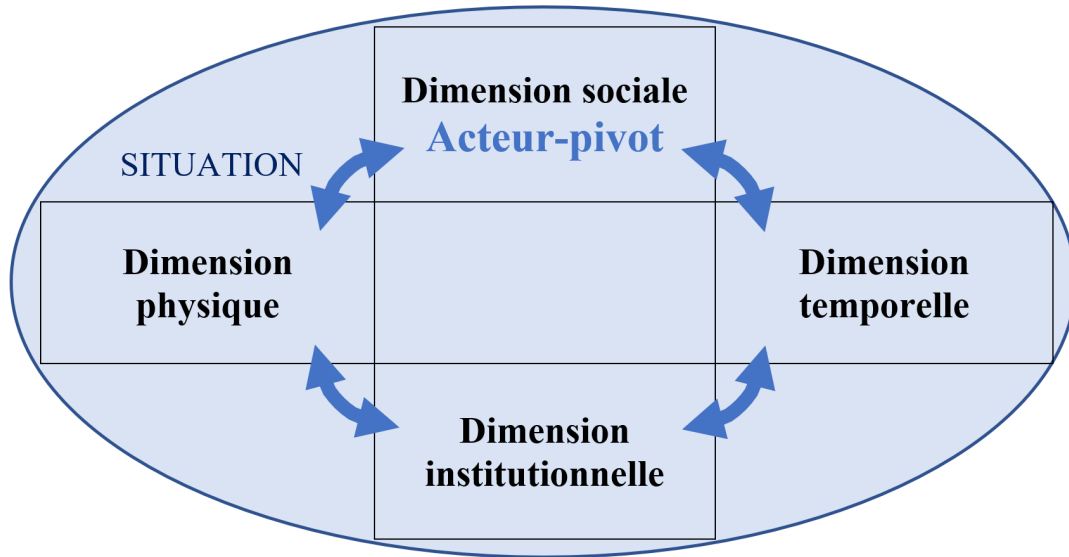 Dimension sociale
Acteur-pivot
SITUATION
Dimension
physique
Dimension
temporelle
Dimension
institutionnelle